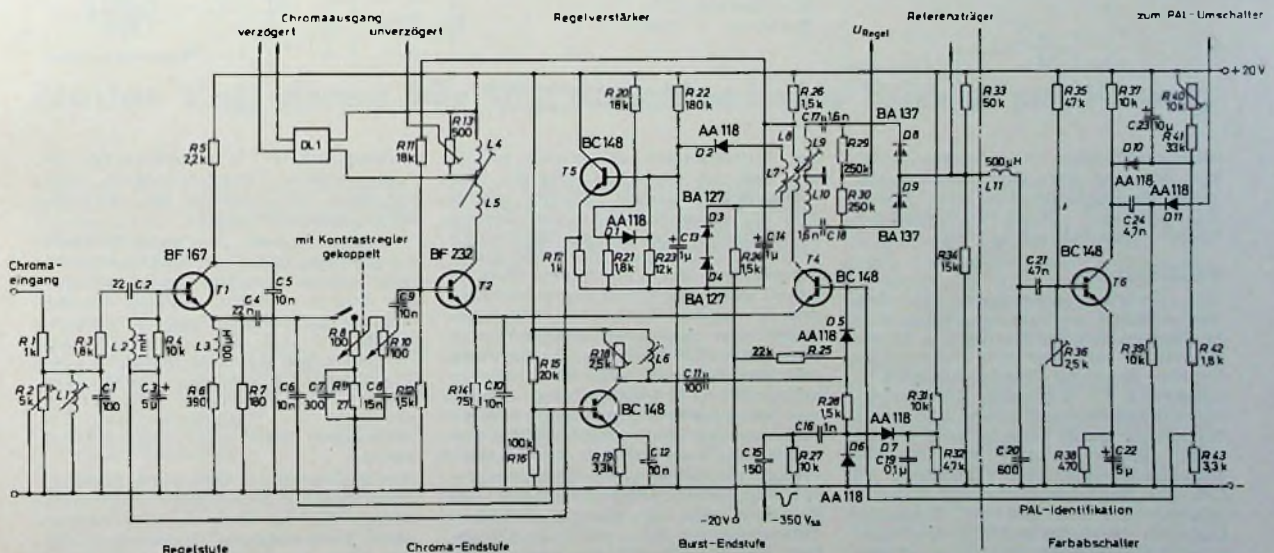 Chromaausgang
verzögert unverzögert
Regelverstärker
Referenzträger
zum PAL-Umschalter
U Regel
+20V
R5 2,2k
DL1
R11 18k
R13 500
L4
L5
BC148
T5
R20 18k
R22 180k
AA118
D2
R26 1,5k
C17 1,6n
L8
L7
L9
L10
R29 250k
R30 250k
C18 1,6n
BA137
D8
D9
BA137
R33 50k
R34 15k
500µH
L11
R35 47k
R37 10k
C23 10µ
D10
AA118
R40 10k
R41 33k
AA118
D11
C24 4,7n
mit Kontrastregler
gekoppelt
AA118
D1
R12 1k
R21 1,8k
R23 12k
C13 1µ
BA127
D3
D4
BA127
C14 1µ
T4
BC148
Chroma-
eingang
BF167
T1
22 C2
C5 10n
C4 22n
BF232
T2
C9 10n
R8 100
R10 100
R1 1k
R2 5k
L1
R3 1,8k
C1 100
L2 1mH
R4 10k
C3 5µ
L3 100µH
R6 390
R7 180
C6 10n
C7 300
R9 27
C8 15n
1,5k
R14 75
C10 10n
R15 20k
100k
R16
2,5k
L6
BC148
R19 3,3k
C12 10n
C11 100
22k R25
D5
AA118
R28 1,5k
C16 1n
C15 150
R27 10k
D6
AA118
AA118
D7
C19 0,1µ
R31 10k
R32 4,7k
C20 600
C21 47n
BC148
T6
R36 2,5k
R38 470
C22 5µ
R39 10k
R42 1,8k
R43 3,3k
-20V
-350 Vss
PAL-Identifikation
Regelstufe
Chroma-Endstufe
Burst-Endstufe
Farbabschalter